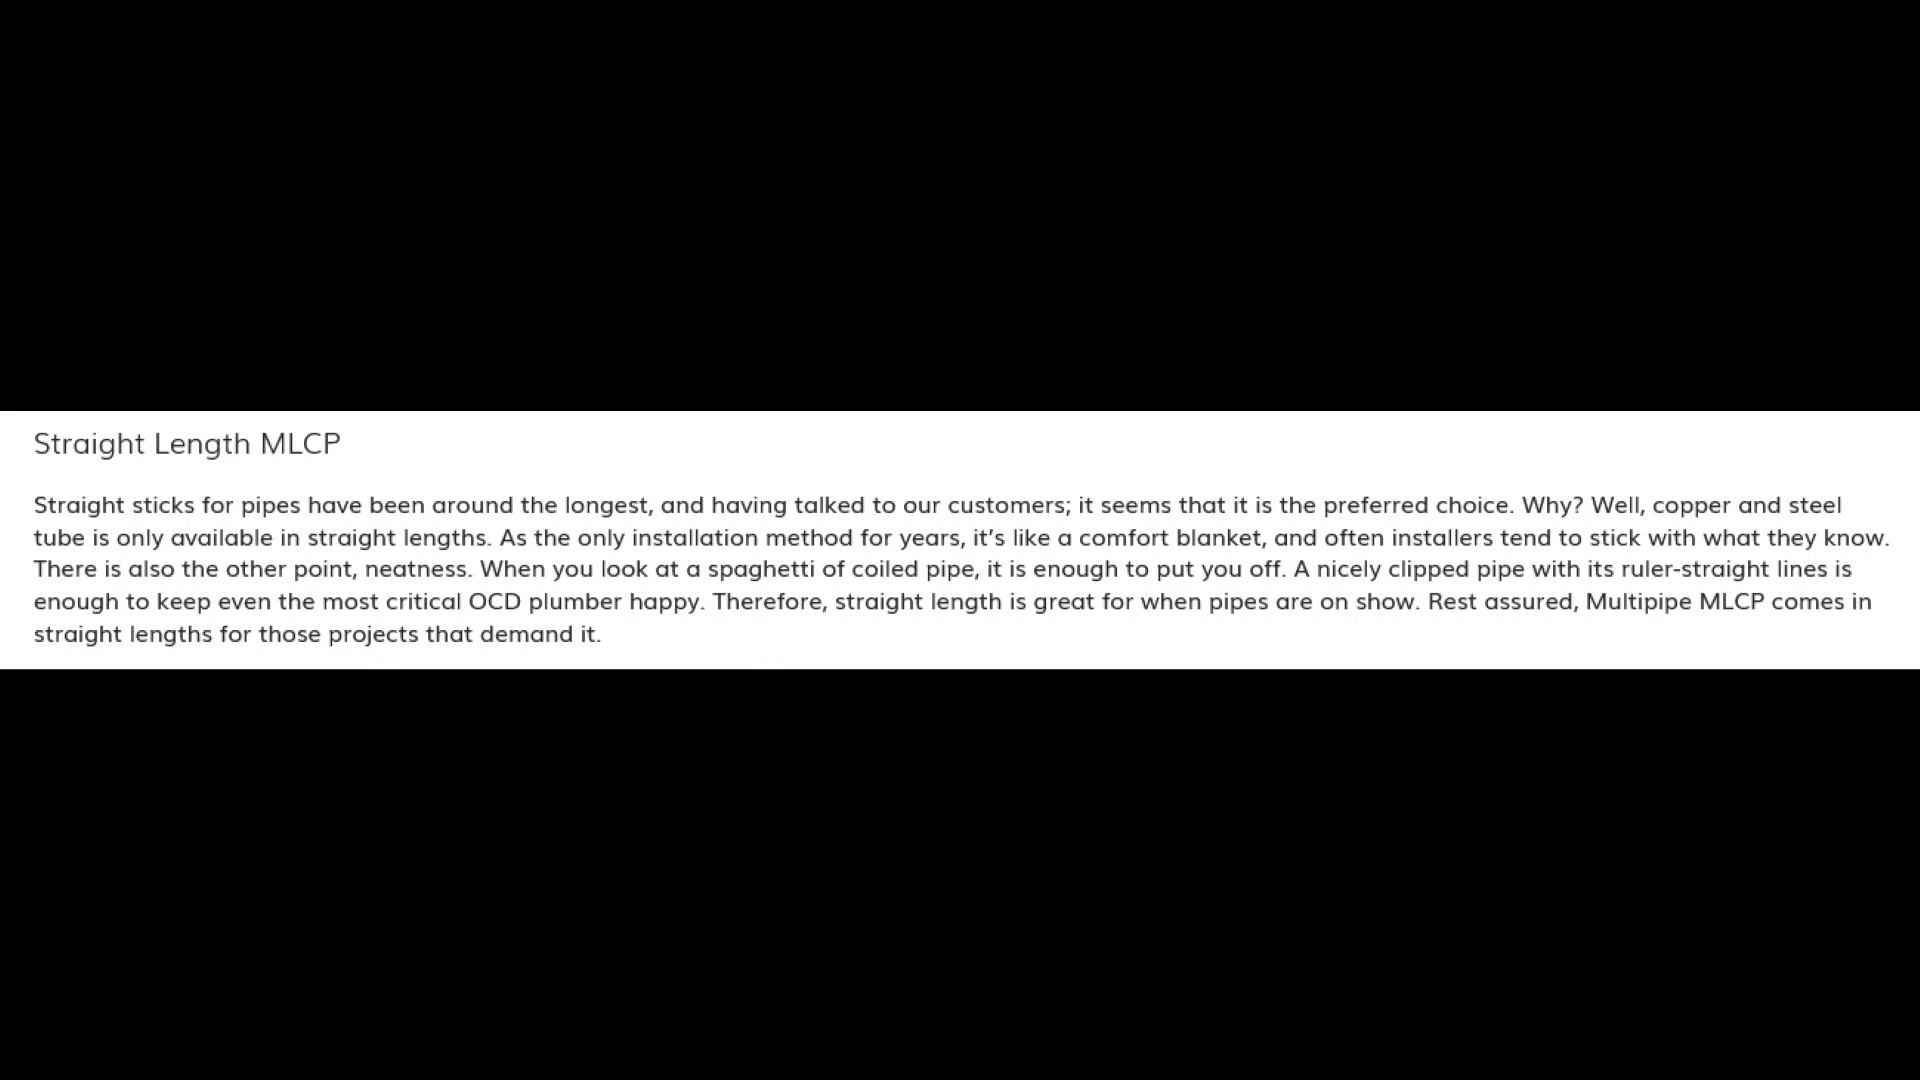 Straight Length MLCP
Straight sticks for pipes have been around the longest, and having talked to our customers; it seems that it is the preferred choice. Why? Well, copper and steel
tube is only available in straight lengths. As the only installation method for years, it’s like a comfort blanket, and often installers tend to stick with what they know.
There is also the other point, neatness. When you look at a spaghetti of coiled pipe, it is enough to put you off. A nicely clipped pipe with its ruler-straight lines is
enough to keep even the most critical OCD plumber happy. Therefore, straight length is great for when pipes are on show. Rest assured, Multipipe MLCP comes in
straight lengths for those projects that demand it.